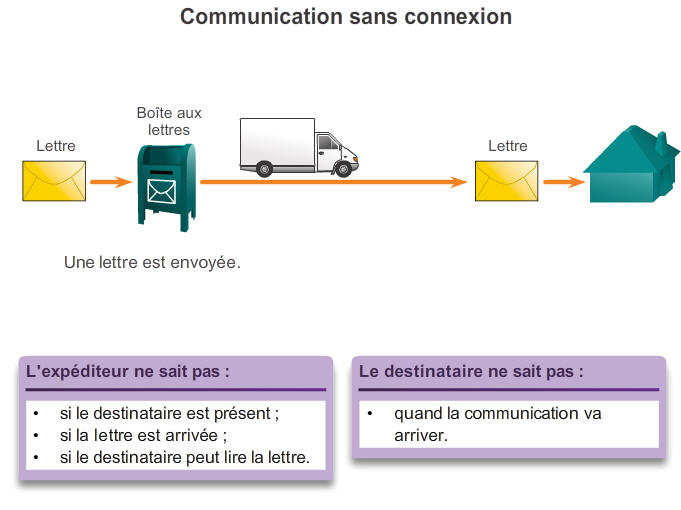 Communication sans connexion
Boîte aux
lettres
Lettre
Lettre
Une lettre est envoyée.
L'expéditeur ne sait pas :
• si le destinataire est présent ;
• si la lettre est arrivée ;
• si le destinataire peut lire la lettre.
Le destinataire ne sait pas :
• quand la communication va
arriver.